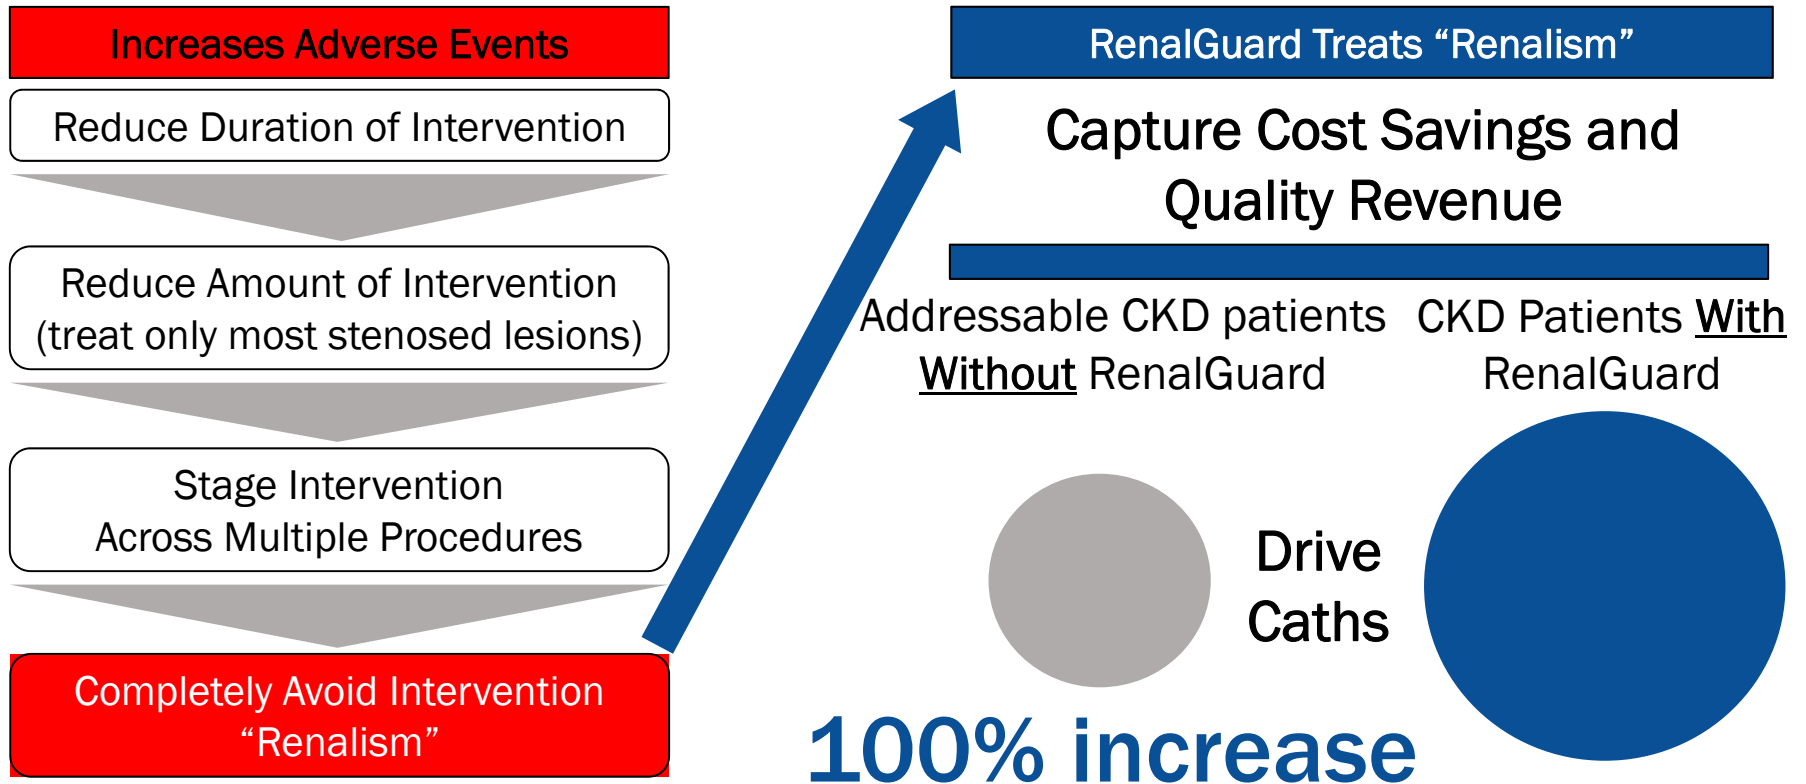 Increases Adverse Events
Reduce Duration of Intervention
Reduce Amount of Intervention
(treat only most stenosed lesions)
Stage Intervention
Across Multiple Procedures
Completely Avoid Intervention
“Renalism”
RenalGuard Treats “Renalism”
Capture Cost Savings and
Quality Revenue
Addressable CKD patients
Without RenalGuard
CKD Patients With
RenalGuard
Drive
Caths
100% increase